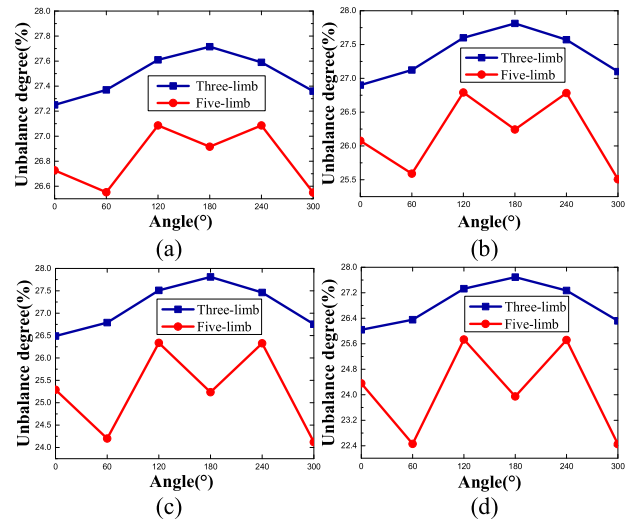 Unbalance degree(%)
28.0
27.8
27.6
27.4
27.2
27.0
26.8
26.6
Three-limb
Five-limb
0 60 120 180 240 300
Angle(°)
(a)
Unbalance degree(%)
28.0
27.5
27.0
26.5
26.0
25.5
Three-limb
Five-limb
0 60 120 180 240 300
Angle(°)
(b)
Unbalance degree(%)
28.0
27.5
27.0
26.5
26.0
25.5
25.0
24.5
24.0
Three-limb
Five-limb
0 60 120 180 240 300
Angle(°)
(c)
Unbalance degree(%)
28.0
27.2
26.4
25.6
24.8
24.0
23.2
22.4
Three-limb
Five-limb
0 60 120 180 240 300
Angle(°)
(d)